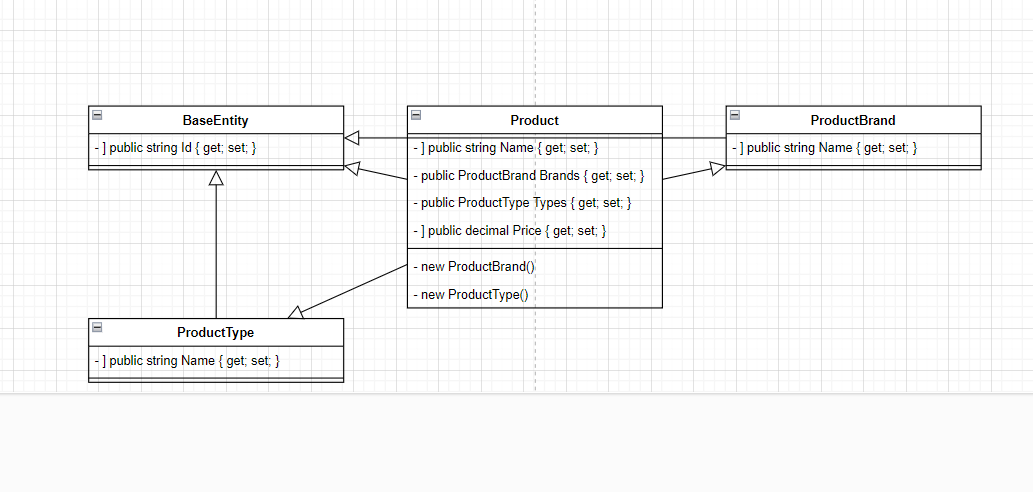 BaseEntity
- ] public string Id { get; set; }
Product
- ] public string Name { get; set; }
- public ProductBrand Brands { get; set; }
- public ProductType Types { get; set; }
- ] public decimal Price { get; set; }
- new ProductBrand()
- new ProductType()
ProductBrand
- ] public string Name { get; set; }
ProductType
- ] public string Name { get; set; }